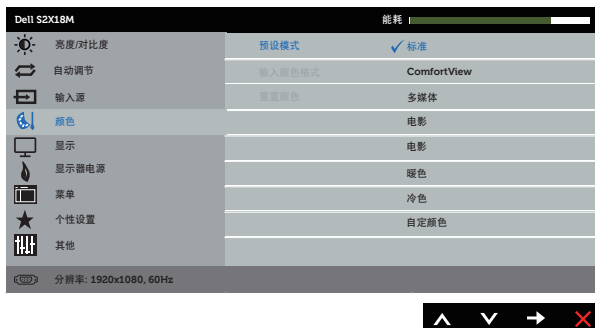 Dell S2X18M 能耗
亮度/对比度 预设模式 标准
自动调节 输入颜色格式 ComfortView
输入源 重置颜色 多媒体
颜色 电影
显示 电影
显示器电源 暖色
菜单 冷色
个性设置 自定颜色
其他
分辨率: 1920x1080, 60Hz